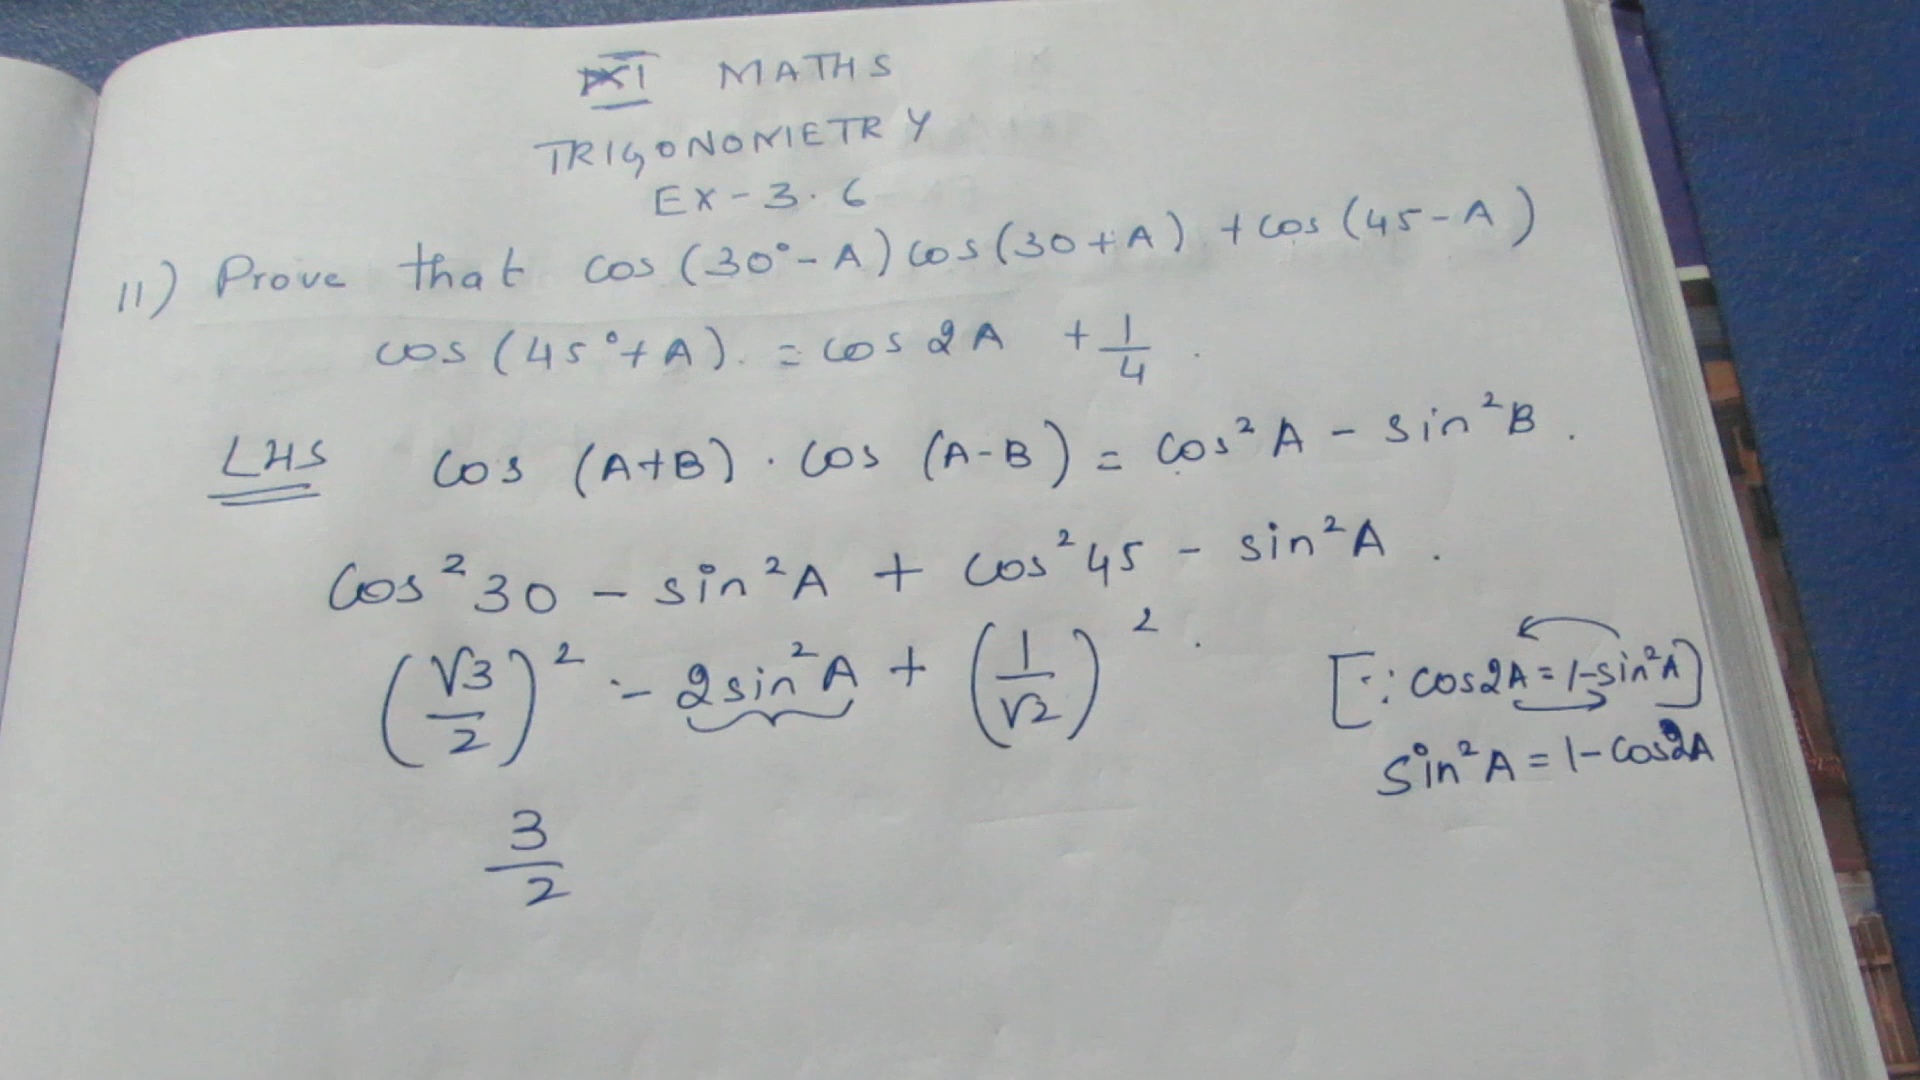 XI MATHS
TRIGONOMETRY
EX-3.6
11) Prove that cos(30°-A)cos(30+A) + cos(45-A)
cos(45°+A). = cos2A + 1/4.
LHS cos(A+B).cos(A-B) = cos²A - sin²B.
cos²30 - sin²A + cos²45 - sin²A.
(√3/2)² - 2sin²A + (1/√2)². [∵ cos2A = 1-sin²A]
sin²A = 1-cos2A
3/2